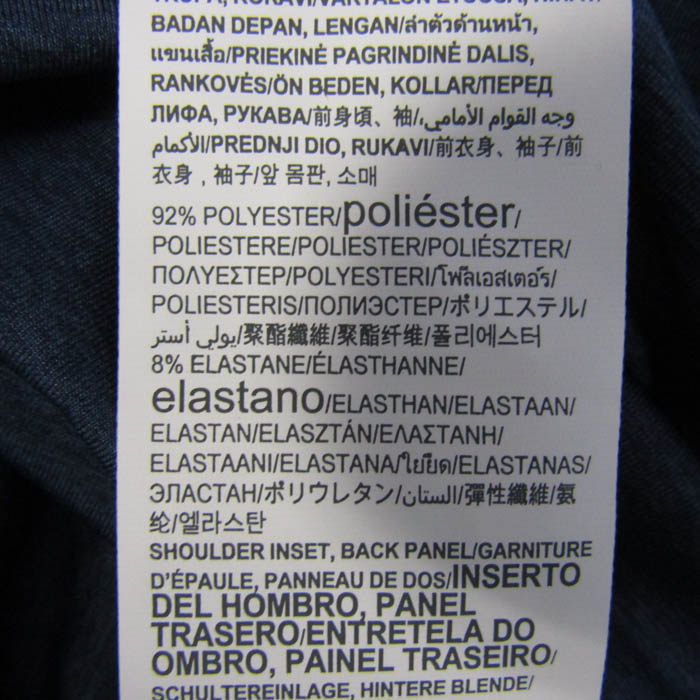 BADAN DEPAN, LENGAN/ลำตัวด้านหน้า,
แขนเสื้อ/PRIEKINĖ PAGRINDINĖ DALIS,
RANKOVĖS/ÖN BEDEN, KOLLAR/ПЕРЕД
ЛИФА, РУКАВА/前身頃、袖/وجه القوام الأمامي،
الأكمام/PREDNJI DIO, RUKAVI/前衣身、袖子/前
衣身 , 袖子/앞 몸판, 소매
92% POLYESTER/poliéster/
POLIESTERE/POLIESTER/POLIÉSZTER/
ΠΟΛΥΕΣΤΕΡ/POLYESTERI/โพลีเอสเตอร์/
POLIESTERIS/ПОЛИЭСТЕР/ポリエステル/
يولي أستر/聚酯纖維/聚酯纤维/폴리에스터
8% ELASTANE/ÉLASTHANNE/
elastano/ELASTHAN/ELASTAAN/
ELASTAN/ELASZTÁN/ΕΛΑΣΤΑΝΗ/
ELASTAANI/ELASTANA/ใยยืด/ELASTANAS/
ЭЛАСТАН/ポリウレタン/الستان/彈性纖維/氨
纶/엘라스탄
SHOULDER INSET, BACK PANEL/GARNITURE
D'ÉPAULE, PANNEAU DE DOS/INSERTO
DEL HOMBRO, PANEL
TRASERO/ENTRETELA DO
OMBRO, PAINEL TRASEIRO/
SCHULTEREINLAGE, HINTERE BLENDE/